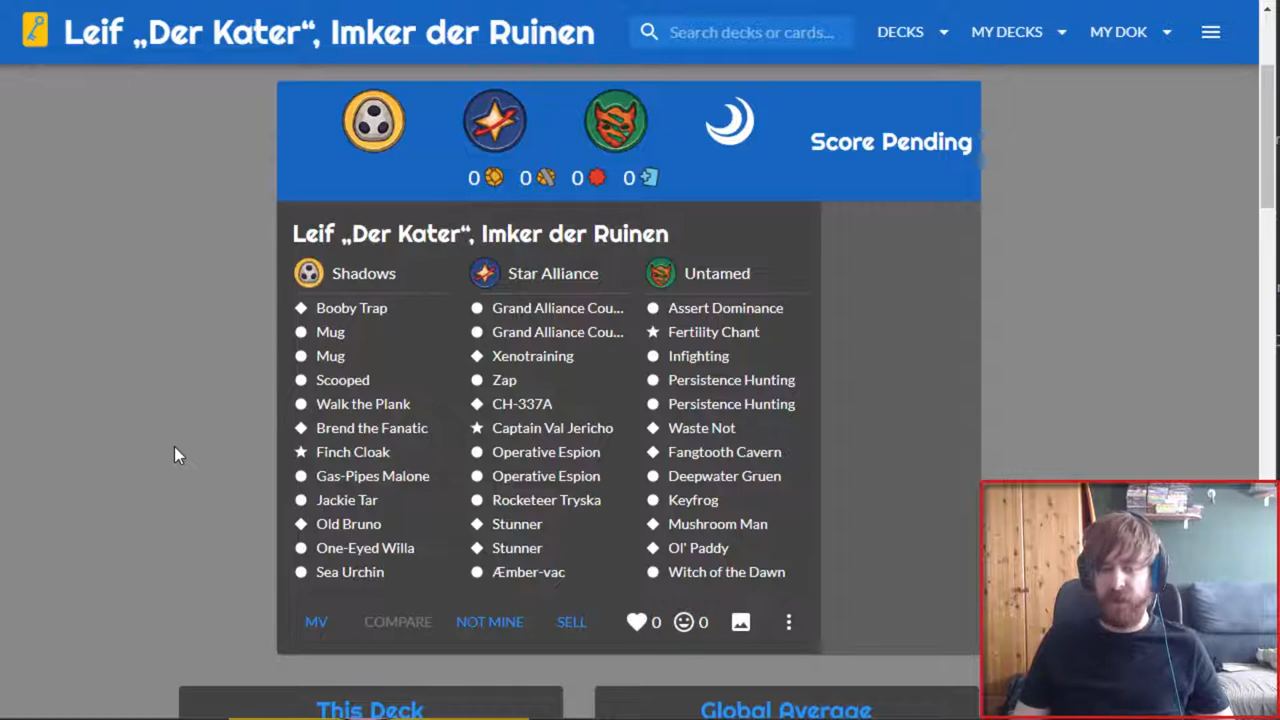 Leif „Der Kater“, Imker der Ruinen
Search decks or cards...
DECKS
MY DECKS
MY DOK
Score Pending
0 0 0 0
Leif „Der Kater“, Imker der Ruinen
Shadows
Booby Trap
Mug
Mug
Scooped
Walk the Plank
Brend the Fanatic
Finch Cloak
Gas-Pipes Malone
Jackie Tar
Old Bruno
One-Eyed Willa
Sea Urchin
Star Alliance
Grand Alliance Cou...
Grand Alliance Cou...
Xenotraining
Zap
CH-337A
Captain Val Jericho
Operative Espion
Operative Espion
Rocketeer Tryska
Stunner
Stunner
Æmber-vac
Untamed
Assert Dominance
Fertility Chant
Infighting
Persistence Hunting
Persistence Hunting
Waste Not
Fangtooth Cavern
Deepwater Gruen
Keyfrog
Mushroom Man
Ol' Paddy
Witch of the Dawn
MV
COMPARE
NOT MINE
SELL
0
0
This Deck
Global Average